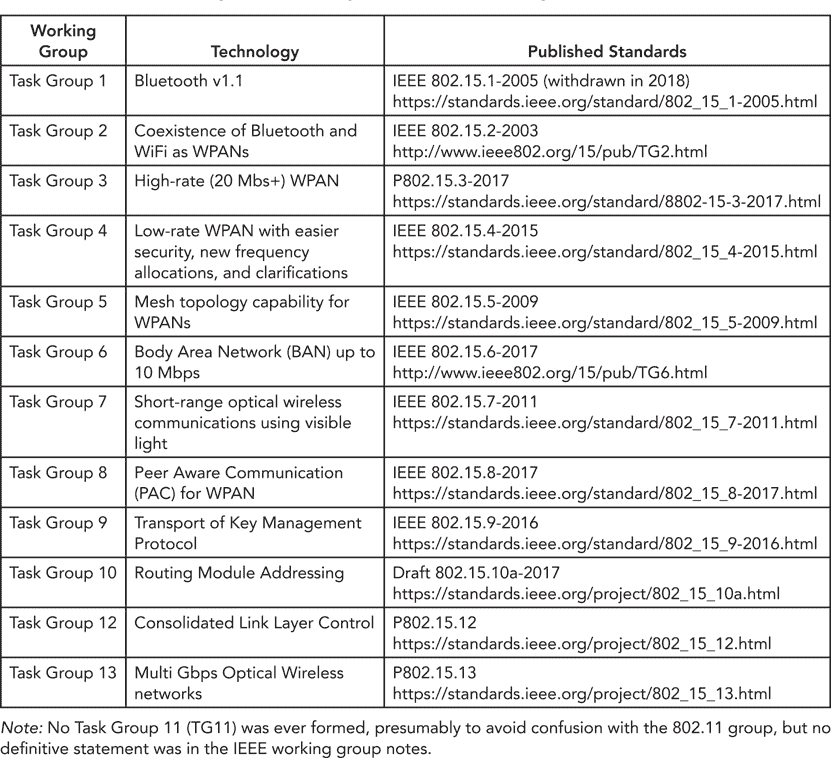 Working
Group
Technology
Published Standards
Task Group 1
Bluetooth v1.1
IEEE 802.15.1-2005 (withdrawn in 2018)
https://standards.ieee.org/standard/802_15_1-2005.html
Task Group 2
Coexistence of Bluetooth and
WiFi as WPANs
IEEE 802.15.2-2003
http://www.ieee802.org/15/pub/TG2.html
Task Group 3
High-rate (20 Mbs+) WPAN
P802.15.3-2017
https://standards.ieee.org/standard/8802-15-3-2017.html
Task Group 4
Low-rate WPAN with easier
security, new frequency
allocations, and clarifications
IEEE 802.15.4-2015
https://standards.ieee.org/standard/802_15_4-2015.html
Task Group 5
Mesh topology capability for
WPANs
IEEE 802.15.5-2009
https://standards.ieee.org/standard/802_15_5-2009.html
Task Group 6
Body Area Network (BAN) up to
10 Mbps
IEEE 802.15.6-2017
http://www.ieee802.org/15/pub/TG6.html
Task Group 7
Short-range optical wireless
communications using visible
light
IEEE 802.15.7-2011
https://standards.ieee.org/standard/802_15_7-2011.html
Task Group 8
Peer Aware Communication
(PAC) for WPAN
IEEE 802.15.8-2017
https://standards.ieee.org/standard/802_15_8-2017.html
Task Group 9
Transport of Key Management
Protocol
IEEE 802.15.9-2016
https://standards.ieee.org/standard/802_15_9-2016.html
Task Group 10
Routing Module Addressing
Draft 802.15.10a-2017
https://standards.ieee.org/project/802_15_10a.html
Task Group 12
Consolidated Link Layer Control
P802.15.12
https://standards.ieee.org/project/802_15_12.html
Task Group 13
Multi Gbps Optical Wireless
networks
P802.15.13
https://standards.ieee.org/project/802_15_13.html
Note: No Task Group 11 (TG11) was ever formed, presumably to avoid confusion with the 802.11 group, but no
definitive statement was in the IEEE working group notes.